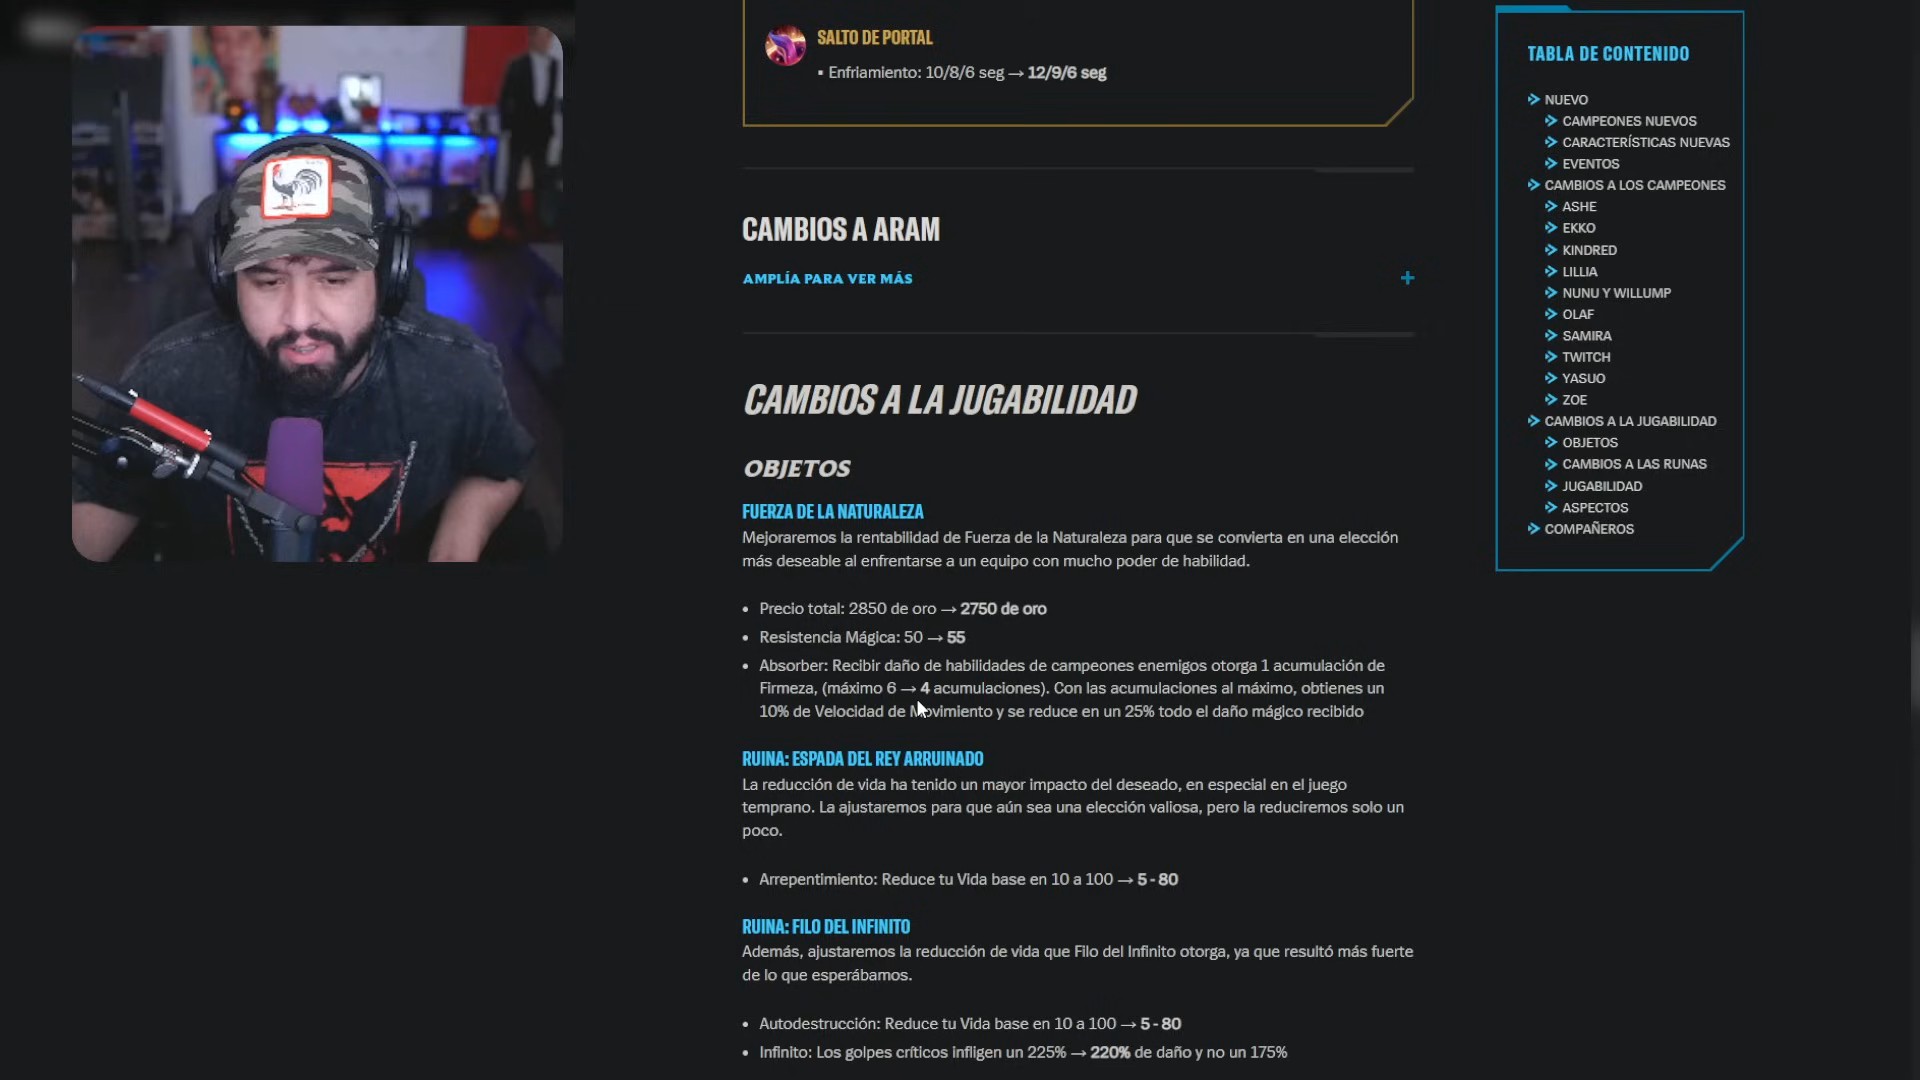 SALTO DE PORTAL
▪ Enfriamiento: 10/8/6 seg → 12/9/6 seg
CAMBIOS A ARAM
AMPLÍA PARA VER MÁS
+
CAMBIOS A LA JUGABILIDAD
OBJETOS
FUERZA DE LA NATURALEZA
Mejoraremos la rentabilidad de Fuerza de la Naturaleza para que se convierta en una elección
más deseable al enfrentarse a un equipo con mucho poder de habilidad.
• Precio total: 2850 de oro → 2750 de oro
• Resistencia Mágica: 50 → 55
• Absorber: Recibir daño de habilidades de campeones enemigos otorga 1 acumulación de
Firmeza, (máximo 6 → 4 acumulaciones). Con las acumulaciones al máximo, obtienes un
10% de Velocidad de Movimiento y se reduce en un 25% todo el daño mágico recibido
RUINA: ESPADA DEL REY ARRUINADO
La reducción de vida ha tenido un mayor impacto del deseado, en especial en el juego
temprano. La ajustaremos para que aún sea una elección valiosa, pero la reduciremos solo un
poco.
• Arrepentimiento: Reduce tu Vida base en 10 a 100 → 5 - 80
RUINA: FILO DEL INFINITO
Además, ajustaremos la reducción de vida que Filo del Infinito otorga, ya que resultó más fuerte
de lo que esperábamos.
• Autodestrucción: Reduce tu Vida base en 10 a 100 → 5 - 80
• Infinito: Los golpes críticos infligen un 225% → 220% de daño y no un 175%
TABLA DE CONTENIDO
NUEVO
CAMPEONES NUEVOS
CARACTERÍSTICAS NUEVAS
EVENTOS
CAMBIOS A LOS CAMPEONES
ASHE
EKKO
KINDRED
LILLIA
NUNU Y WILLUMP
OLAF
SAMIRA
TWITCH
YASUO
ZOE
CAMBIOS A LA JUGABILIDAD
OBJETOS
CAMBIOS A LAS RUNAS
JUGABILIDAD
ASPECTOS
COMPAÑEROS